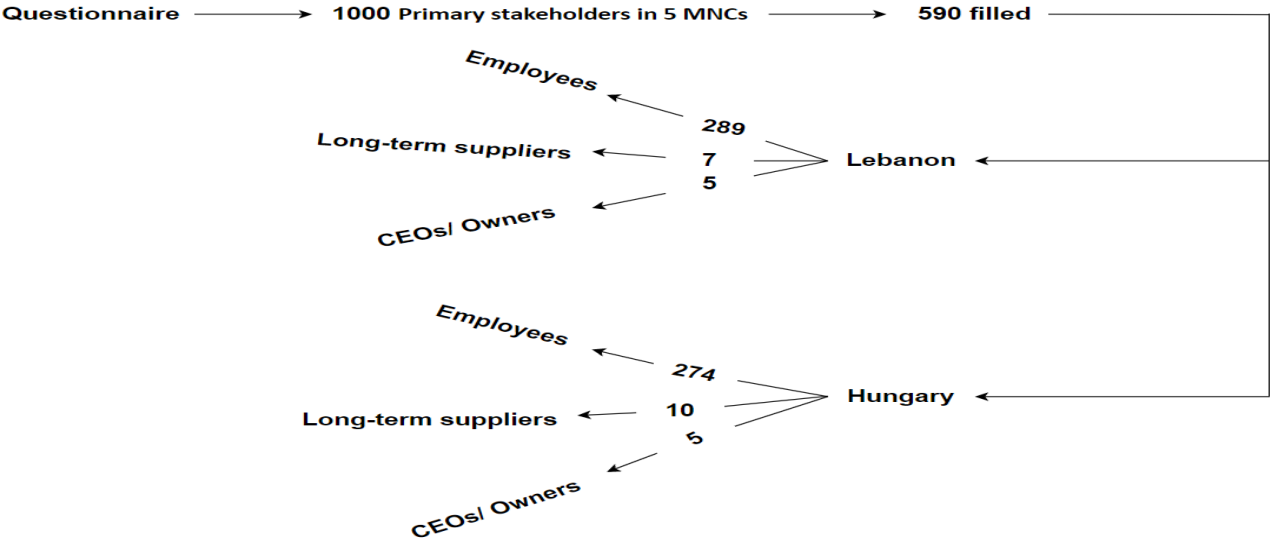 Questionnaire 1000 Primary stakeholders in 5 MNCs 590 filled
Employees
289
Long-term suppliers
7
Lebanon
5
CEOs/ Owners
Employees
274
Hungary
Long-term suppliers
10
5
CEOs/ Owners